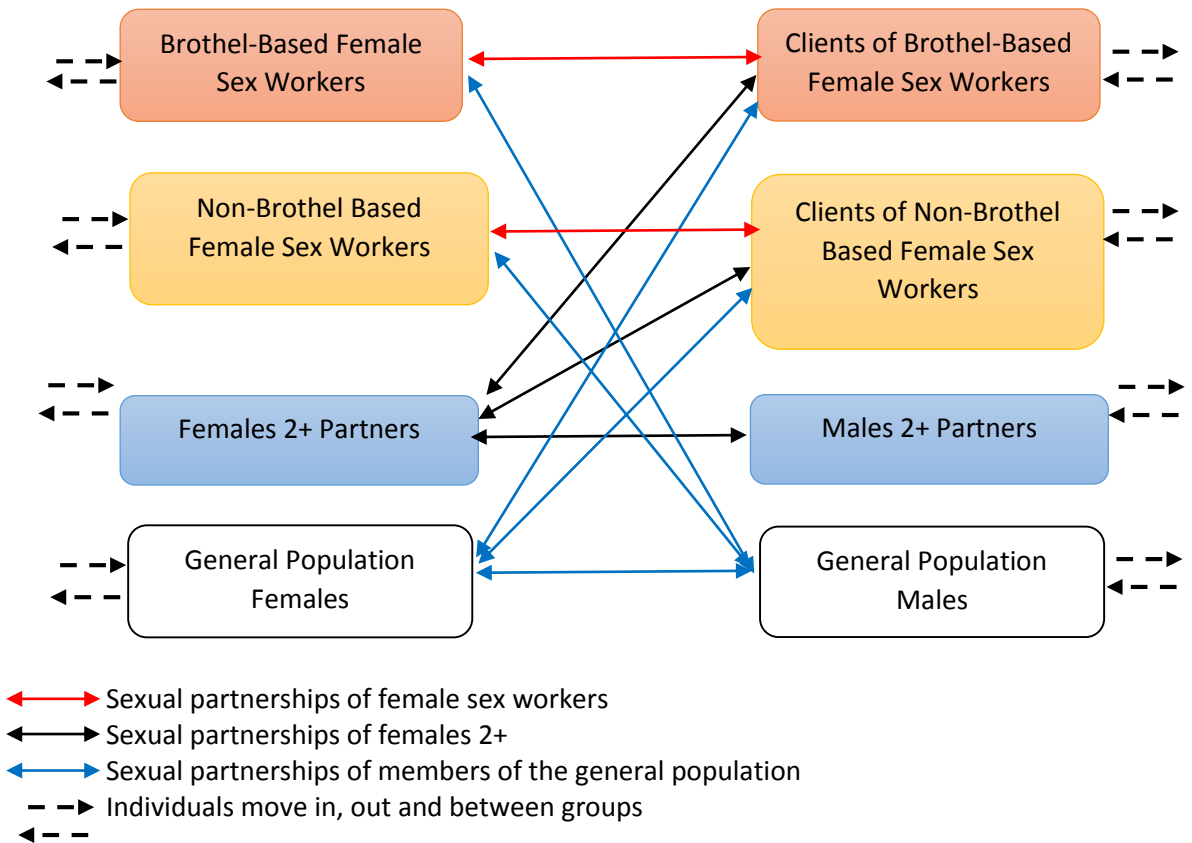 Brothel-Based Female
Sex Workers
Clients of Brothel-Based
Female Sex Workers
Non-Brothel Based
Female Sex Workers
Clients of Non-Brothel
Based Female Sex
Workers
Females 2+ Partners
Males 2+ Partners
General Population
Females
General Population
Males
Sexual partnerships of female sex workers
Sexual partnerships of females 2+
Sexual partnerships of members of the general population
Individuals move in, out and between groups